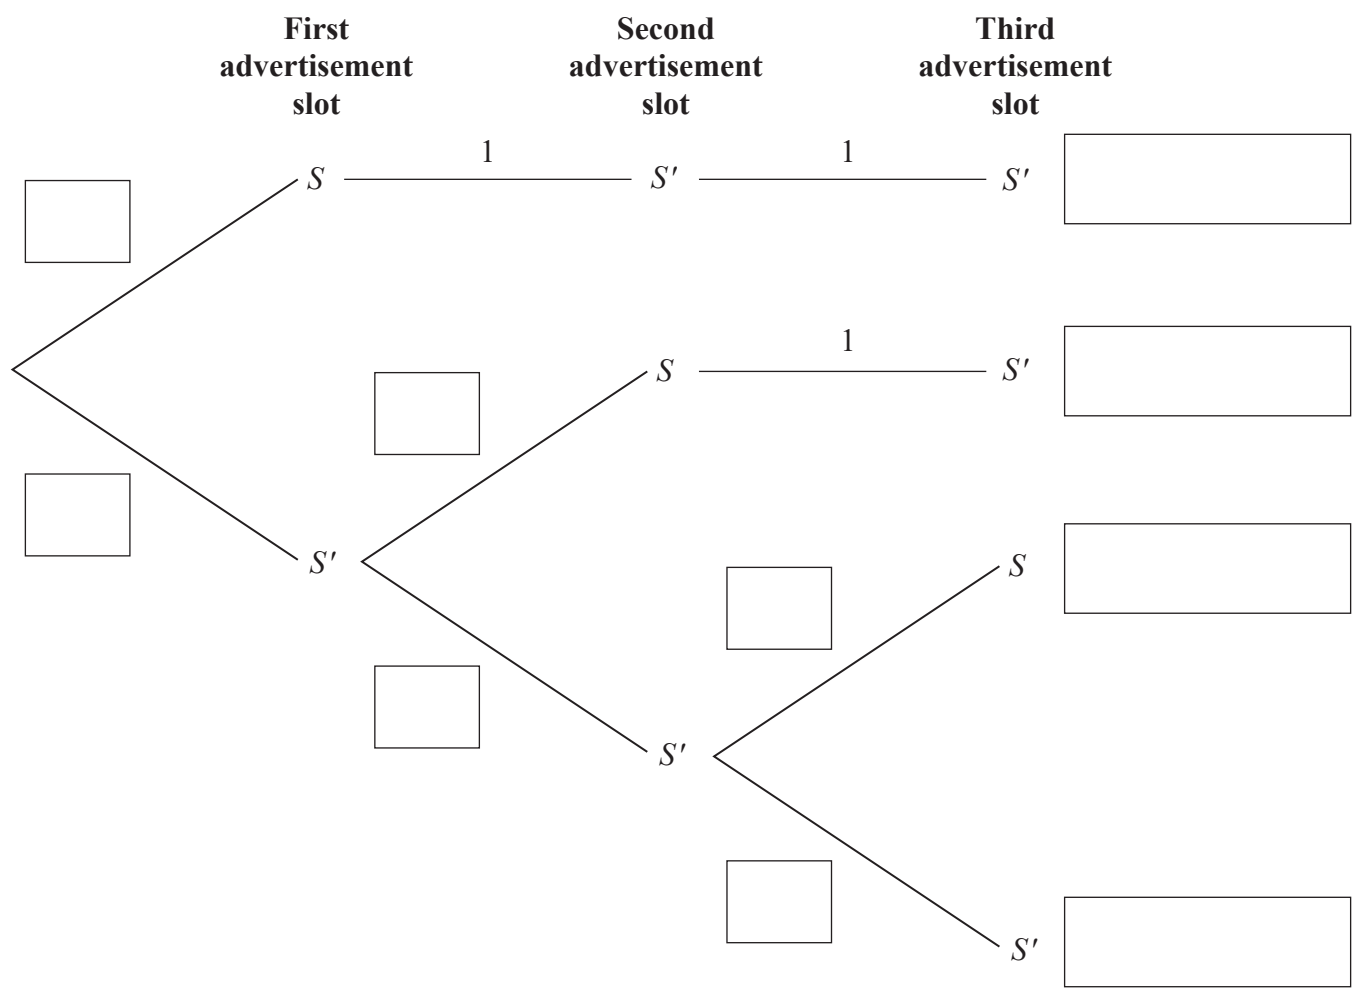 First
advertisement
slot
Second
advertisement
slot
Third
advertisement
slot
S
1
S′
1
S′
S
1
S′
S′
S
S′
S′